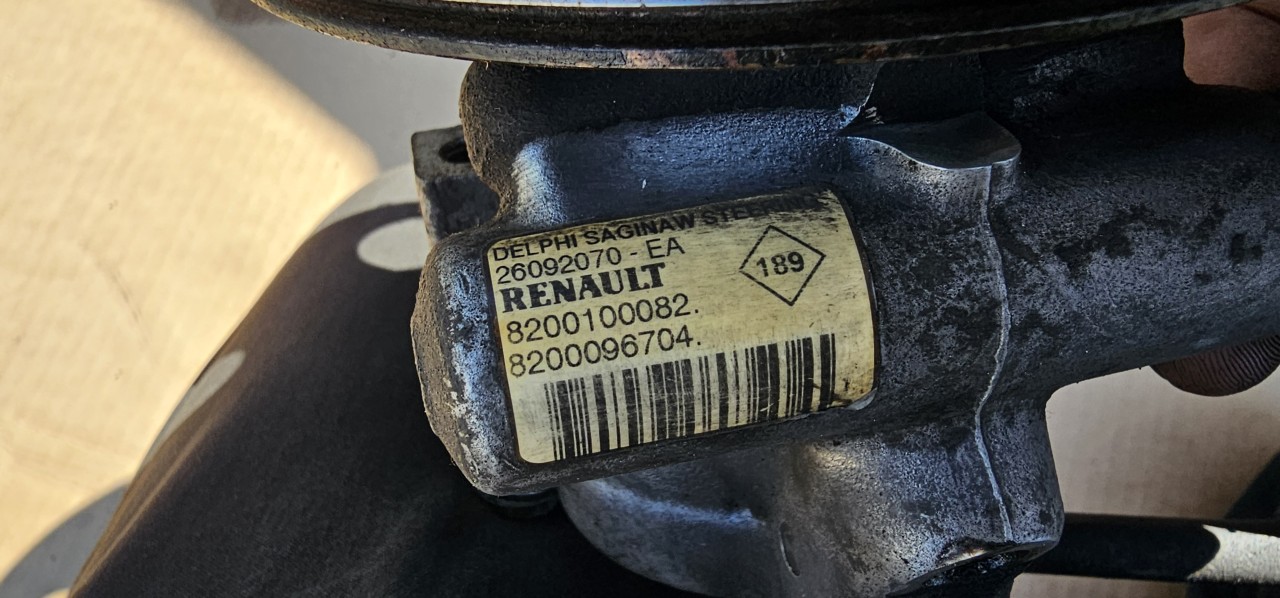 DELPHI SAGINAW STEERING
26092070 - EA
RENAULT
189
8200100082.
8200096704.